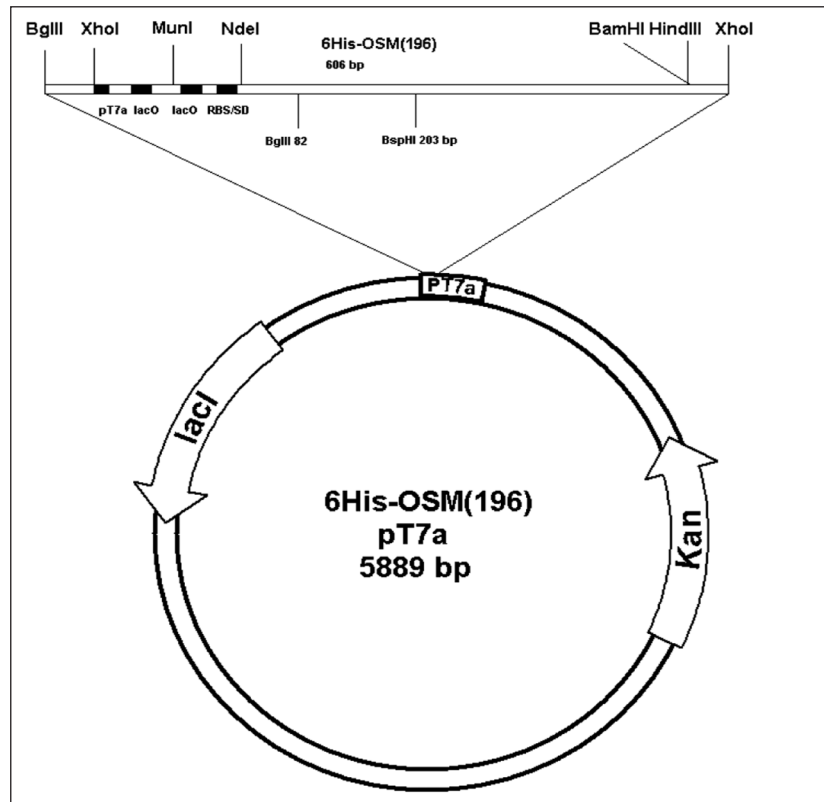 BglII XhoI MunI NdeI 6His-OSM(196) BamHI HindIII XhoI
606 bp
pT7a lacO lacO RBS/SD
BglII 82 BspHI 203 bp
PT7a
lacI
Kan
6His-OSM(196)
pT7a
5889 bp